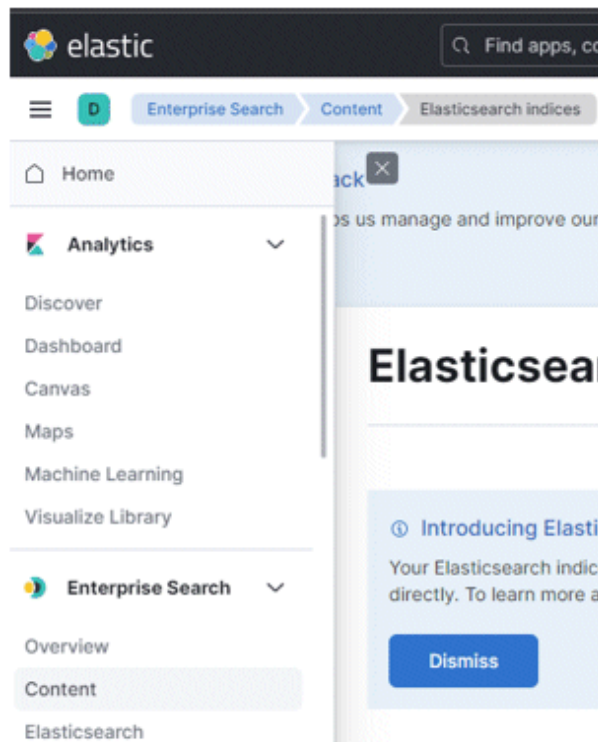 elastic
Find apps, co
D
Enterprise Search
Content
Elasticsearch indices
Home
ack
os us manage and improve our
Analytics
Discover
Dashboard
Canvas
Maps
Machine Learning
Visualize Library
Enterprise Search
Overview
Content
Elasticsearch
Elasticsea
Introducing Elasti
Your Elasticsearch indic
directly. To learn more a
Dismiss